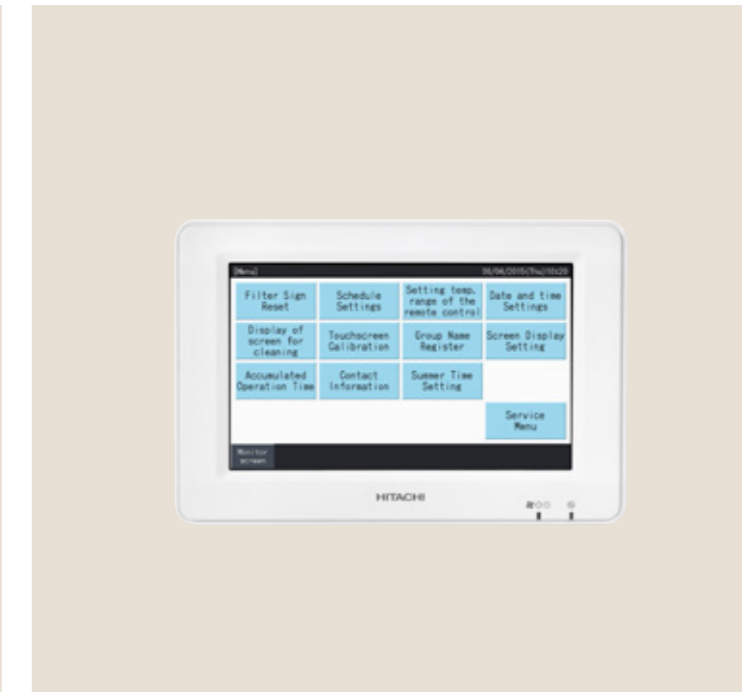 [Menu] 30/04/2015(Thu)10:20
Filter Sign
Reset
Schedule
Settings
Setting temp.
range of the
remote control
Date and time
Settings
Display of
screen for
cleaning
Touchscreen
Calibration
Group Name
Register
Screen Display
Setting
Accumulated
Operation Time
Contact
Information
Summer Time
Setting
Service
Menu
Monitor
screen
HITACHI